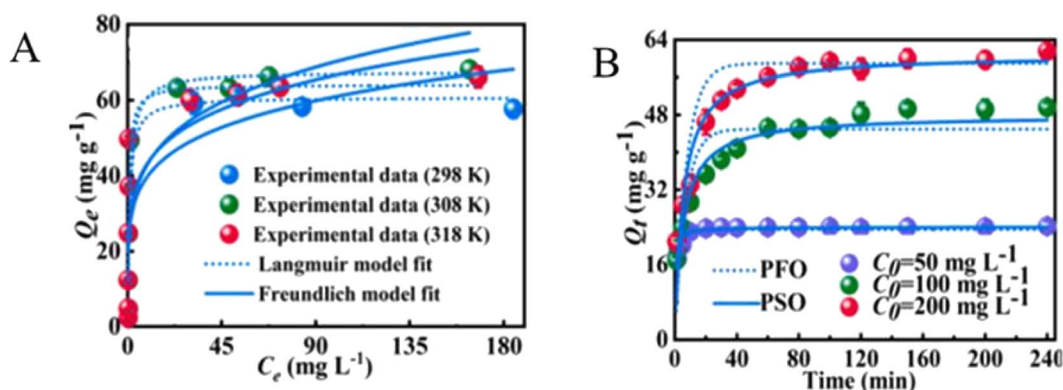 A
Qe (mg g-1)
80
60
40
20
0
Experimental data (298 K)
Experimental data (308 K)
Experimental data (318 K)
Langmuir model fit
Freundlich model fit
0 45 90 135 180
Ce (mg L-1)
B
Qt (mg g-1)
64
48
32
16
0
PFO
PSO
C0=50 mg L-1
C0=100 mg L-1
C0=200 mg L-1
0 40 80 120 160 200 240
Time (min)